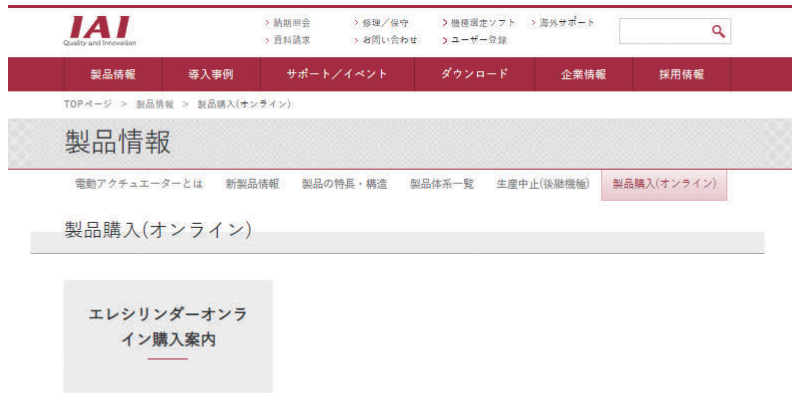 IAI
Quality and Innovation
> 納期照会 > 修理／保守 > 機種選定ソフト > 海外サポート
> 資料請求 > お問い合わせ > ユーザー登録
製品情報 導入事例 サポート／イベント ダウンロード 企業情報 採用情報
TOPページ > 製品情報 > 製品購入(オンライン)
製品情報
電動アクチュエーターとは 新製品情報 製品の特長・構造 製品体系一覧 生産中止(後継機種) 製品購入(オンライン)
製品購入(オンライン)
エレシリンダーオンラ
イン購入案内